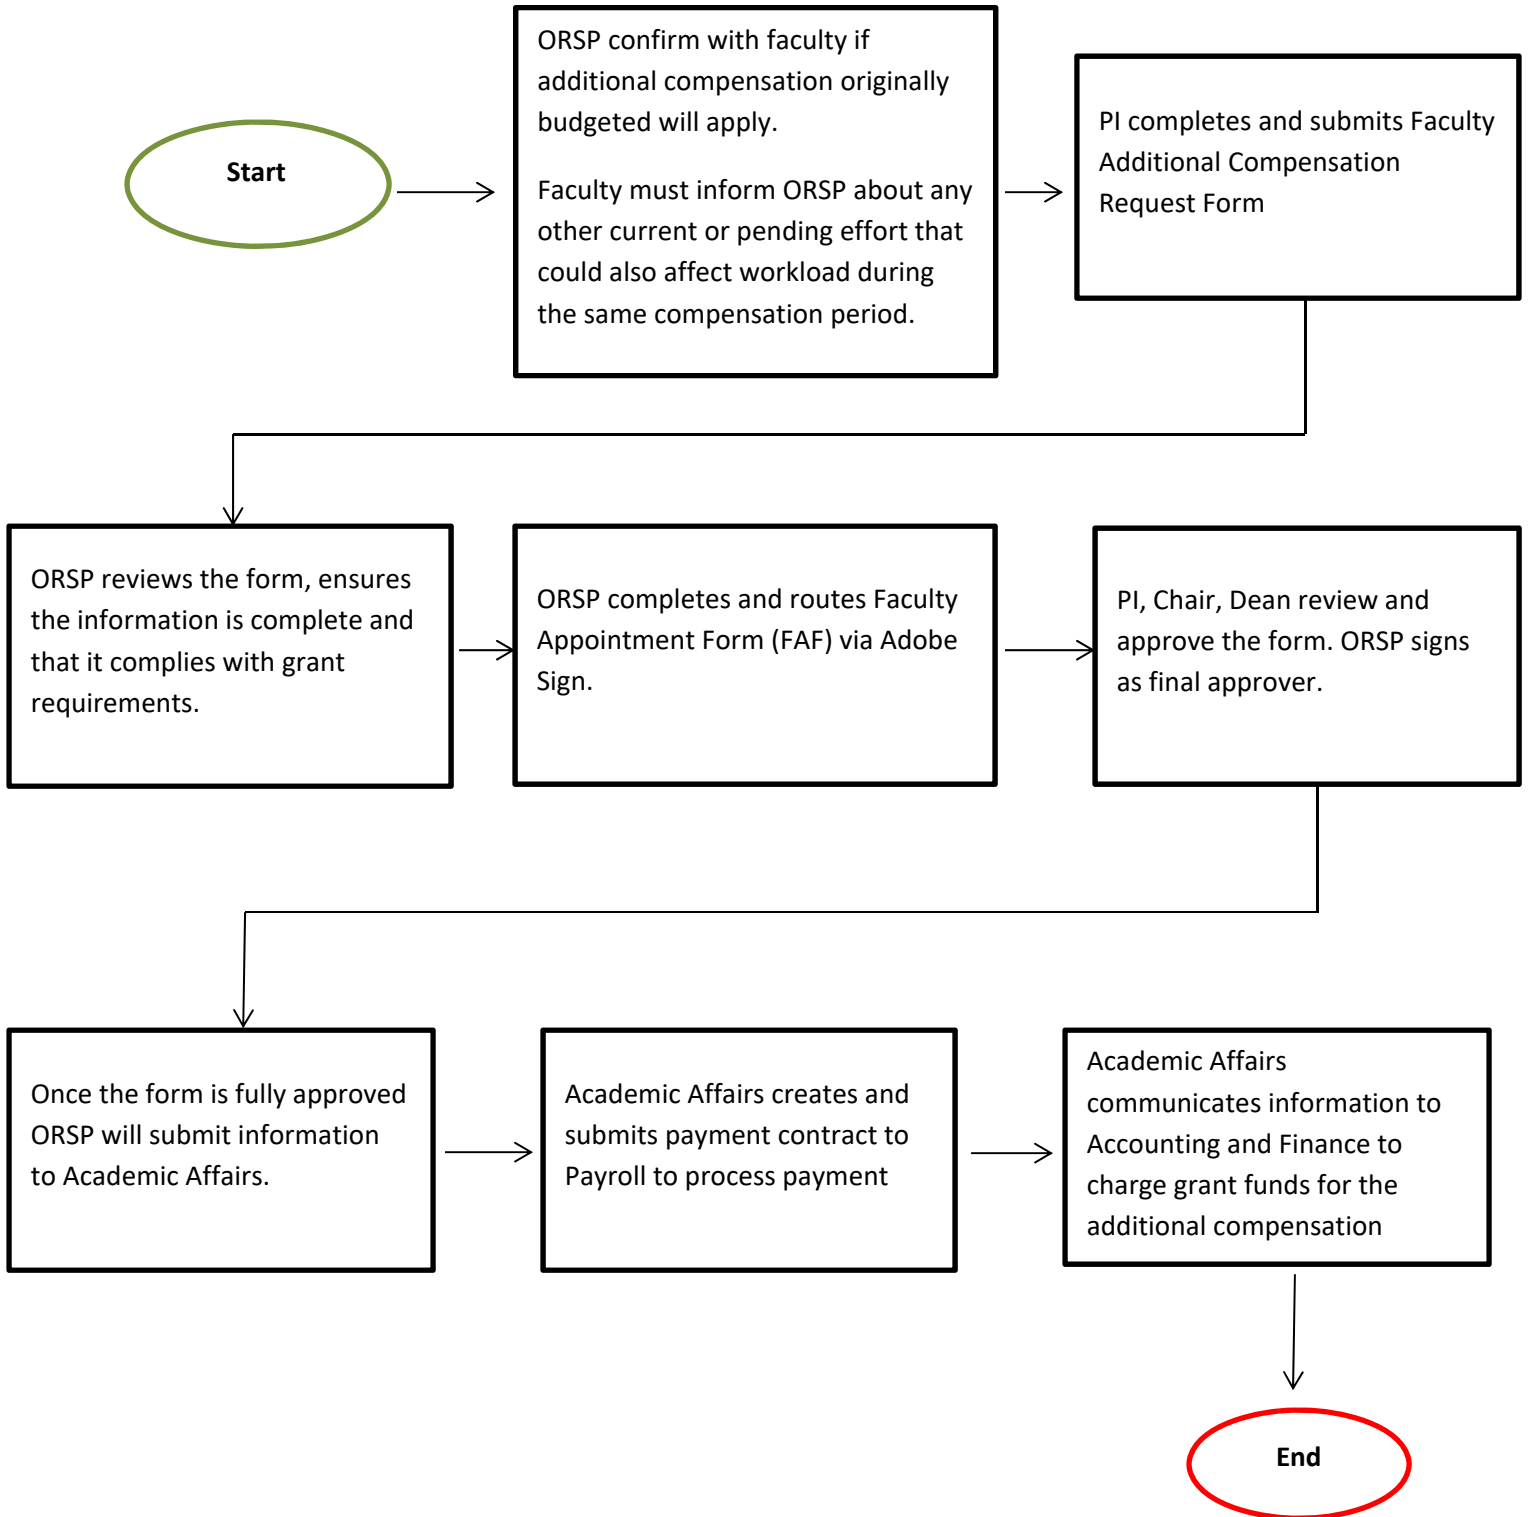 Start
ORSP confirm with faculty if
additional compensation originally
budgeted will apply.
Faculty must inform ORSP about any
other current or pending effort that
could also affect workload during
the same compensation period.
PI completes and submits Faculty
Additional Compensation
Request Form
ORSP reviews the form, ensures
the information is complete and
that it complies with grant
requirements.
ORSP completes and routes Faculty
Appointment Form (FAF) via Adobe
Sign.
PI, Chair, Dean review and
approve the form. ORSP signs
as final approver.
Once the form is fully approved
ORSP will submit information
to Academic Affairs.
Academic Affairs creates and
submits payment contract to
Payroll to process payment
Academic Affairs
communicates information to
Accounting and Finance to
charge grant funds for the
additional compensation
End